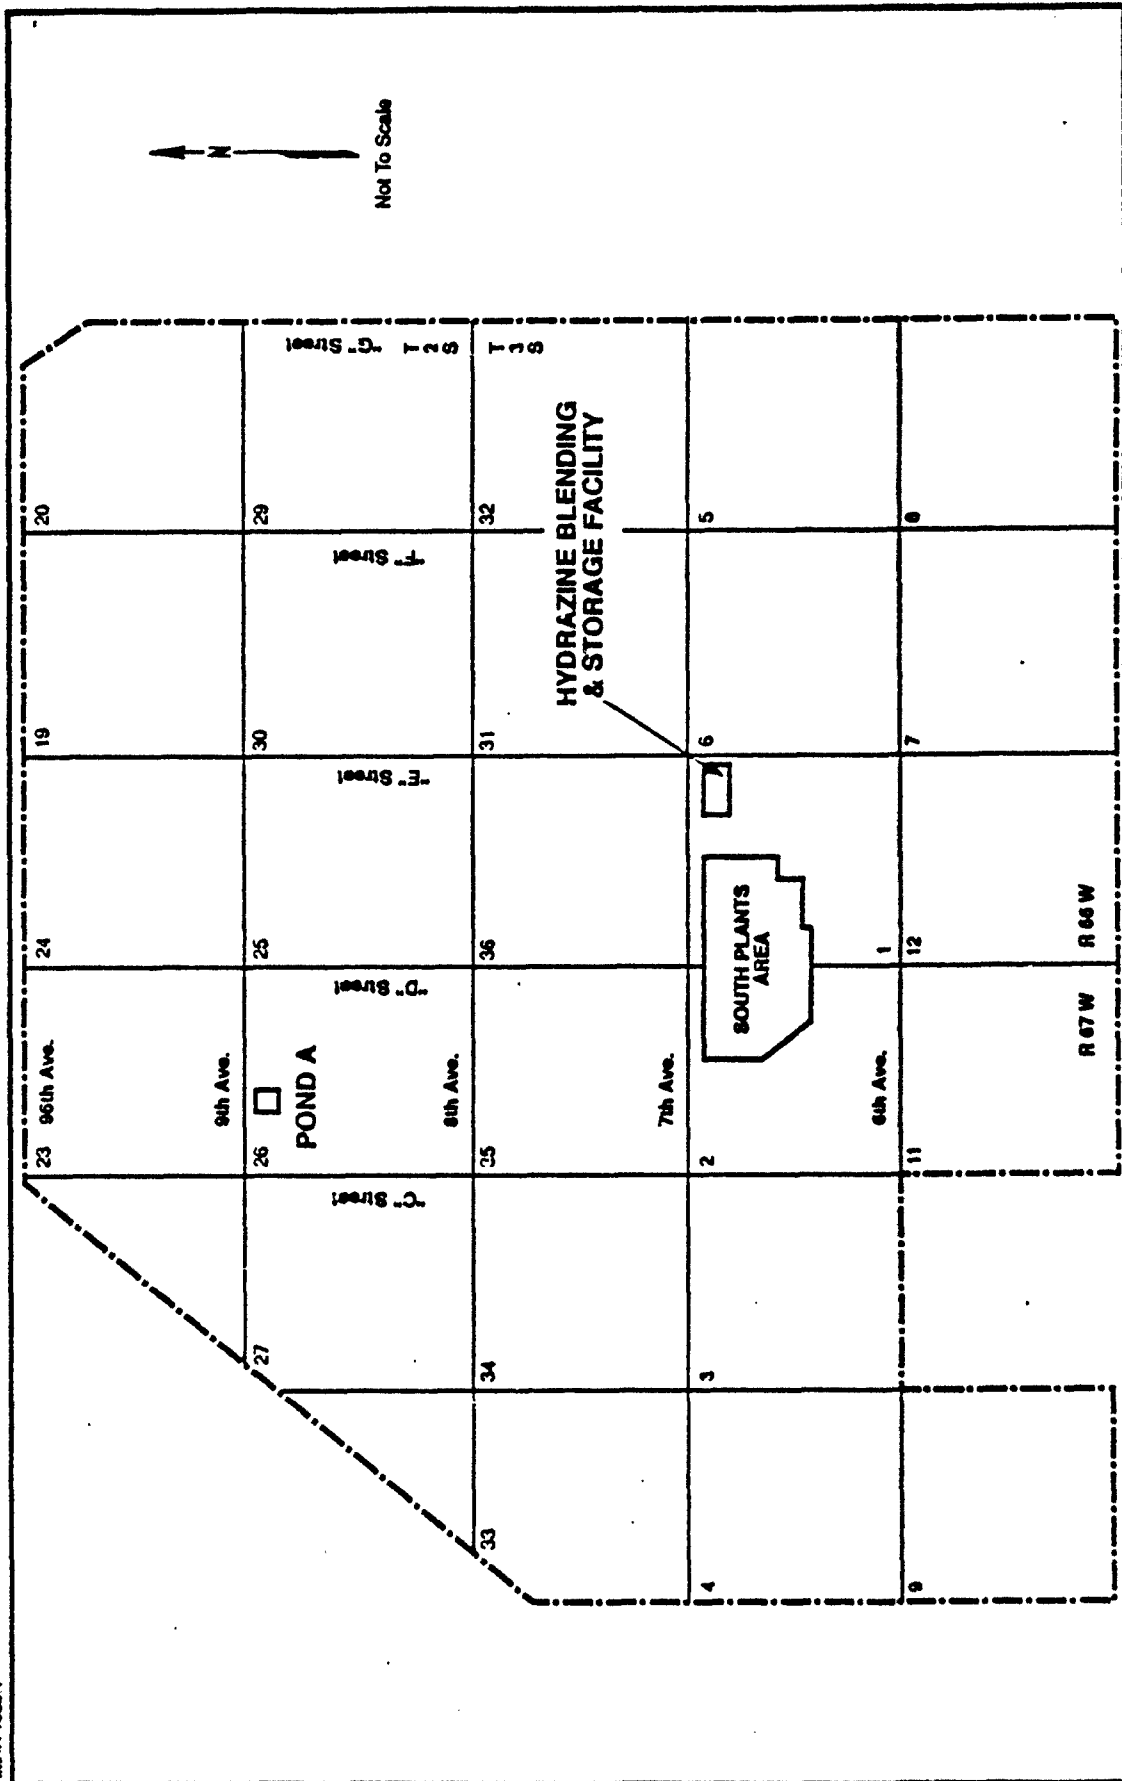 23 96th Ave. 24 19 20
N
9th Ave.
27 26 25 30 29
POND A
"C" Street
"D" Street
"E" Street
"F" Street
"G" Street
Not To Scale
T 2 S
T 3 S
8th Ave.
33 34 35 36 31 32
HYDRAZINE BLENDING
& STORAGE FACILITY
7th Ave.
4 3 2 6 5
SOUTH PLANTS
AREA
6th Ave. 1
9 11 12 7 8
R 67 W R 66 W